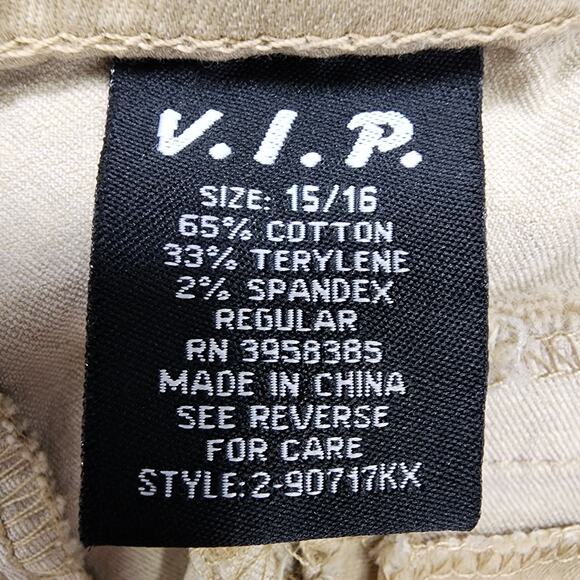 V.I.P.
SIZE: 15/16
65% COTTON
33% TERYLENE
2% SPANDEX
REGULAR
RN 3958385
MADE IN CHINA
SEE REVERSE
FOR CARE
STYLE:2-90717KX